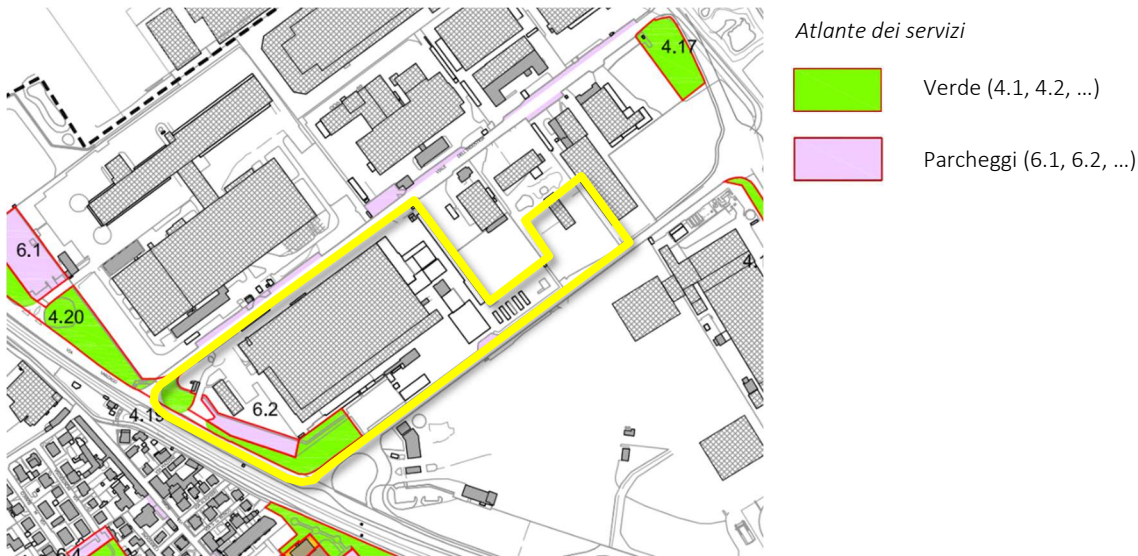 Atlante dei servizi
Verde (4.1, 4.2, ...)
Parcheggi (6.1, 6.2, ...)
4.17
6.1
4.20
6.2